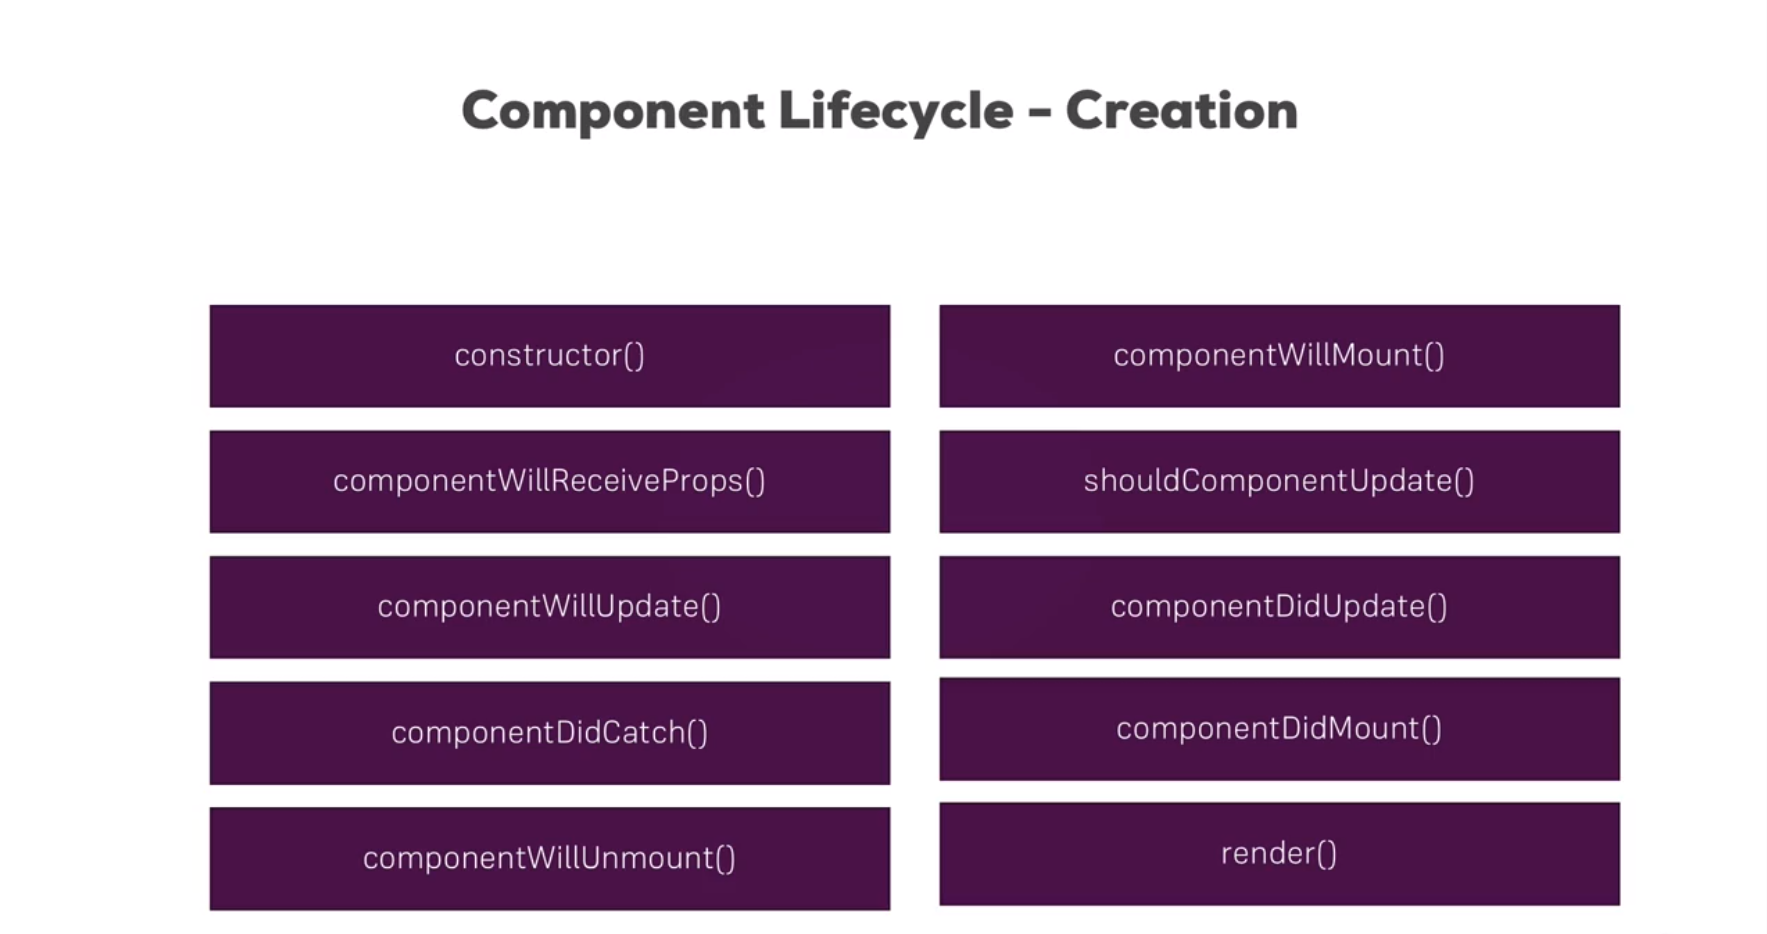 Component Lifecycle - Creation
constructor()
componentWillMount()
componentWillReceiveProps()
shouldComponentUpdate()
componentWillUpdate()
componentDidUpdate()
componentDidCatch()
componentDidMount()
componentWillUnmount()
render()